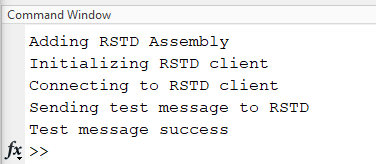 Command Window
Adding RSTD Assembly
Initializing RSTD client
Connecting to RSTD client
Sending test message to RSTD
Test message success
fx >>